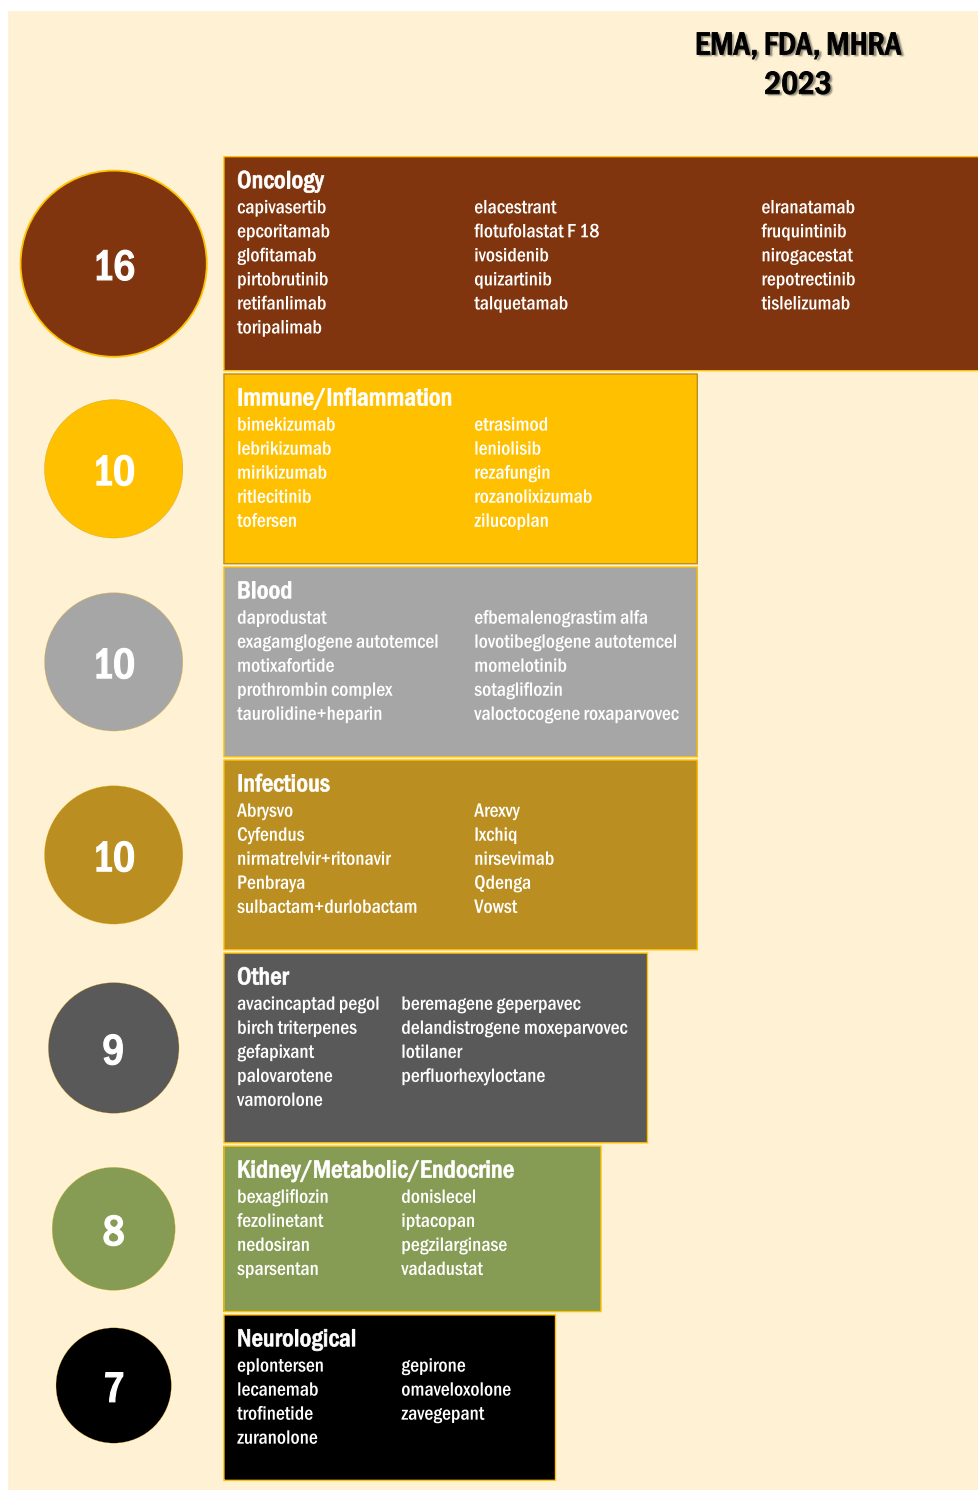 EMA, FDA, MHRA
2023
16
Oncology
capivasertib elacestrant elranatamab
epcoritamab flotufolastat F 18 fruquintinib
glofitamab ivosidenib nirogacestat
pirtobrutinib quizartinib repotrectinib
retifanlimab talquetamab tislelizumab
toripalimab
10
Immune/Inflammation
bimekizumab etrasimod
lebrikizumab leniolisib
mirikizumab rezafungin
ritlecitinib rozanolixizumab
tofersen zilucoplan
10
Blood
daprodustat efbemalenograstim alfa
exagamglogene autotemcel lovotibeglogene autotemcel
motixafortide momelotinib
prothrombin complex sotagliflozin
taurolidine+heparin valoctocogene roxaparvovec
10
Infectious
Abrysvo Arexvy
Cyfendus Ixchiq
nirmatrelvir+ritonavir nirsevimab
Penbraya Qdenga
sulbactam+durlobactam Vowst
9
Other
avacincaptad pegol beremagene geperpavec
birch triterpenes delandistrogene moxeparvovec
gefapixant lotilaner
palovarotene perfluorhexyloctane
vamorolone
8
Kidney/Metabolic/Endocrine
bexagliflozin donislecel
fezolinetant iptacopan
nedosiran pegzilarginase
sparsentan vadadustat
7
Neurological
eplontersen gepirone
lecanemab omaveloxolone
trofinetide zavegepant
zuranolone